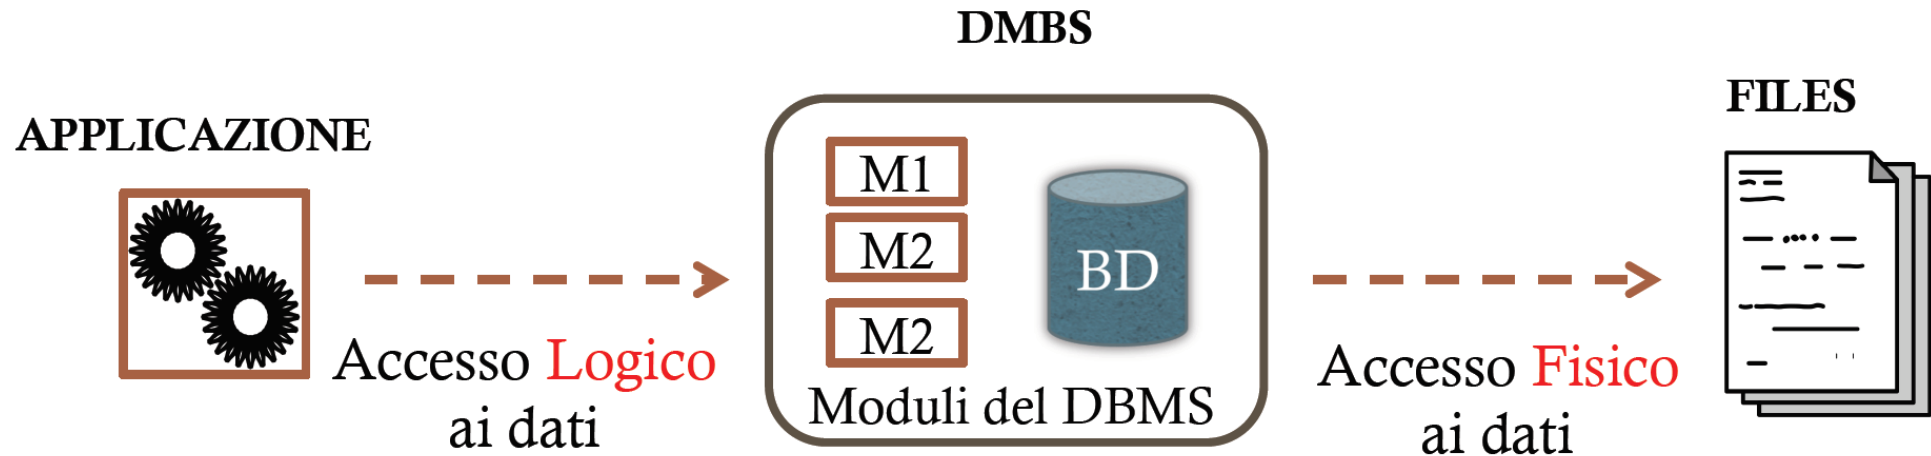 DMBS
APPLICAZIONE
FILES
M1
M2
M2
BD
Moduli del DBMS
Accesso Logico
ai dati
Accesso Fisico
ai dati